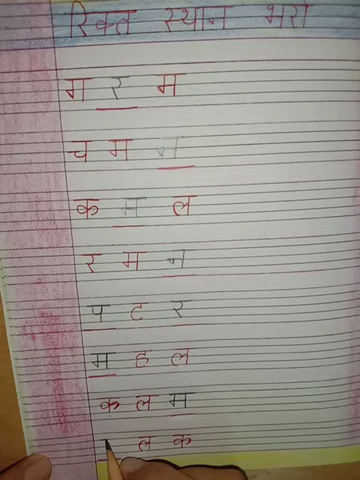 रिक्त स्थान भरो
ग र म
च म न
क म ल
र म न
प ट र
म ह ल
क ल म
ल क